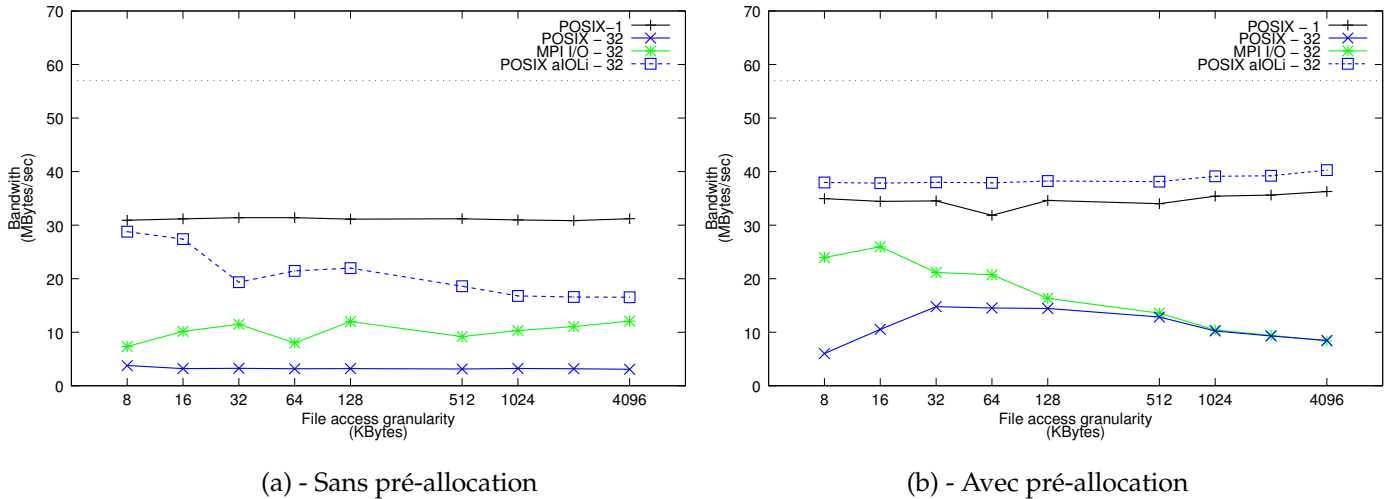 70
60
50
40
30
20
10
0
Bandwith
(MBytes/sec)
POSIX-1
POSIX - 32
MPI I/O - 32
POSIX aIOLi - 32
8 16 32 64 128 512 1024 4096
File access granularity
(KBytes)
(a) - Sans pré-allocation
70
60
50
40
30
20
10
0
Bandwith
(MBytes/sec)
POSIX - 1
POSIX - 32
MPI I/O - 32
POSIX aIOLi - 32
8 16 32 64 128 512 1024 4096
File access granularity
(KBytes)
(b) - Avec pré-allocation